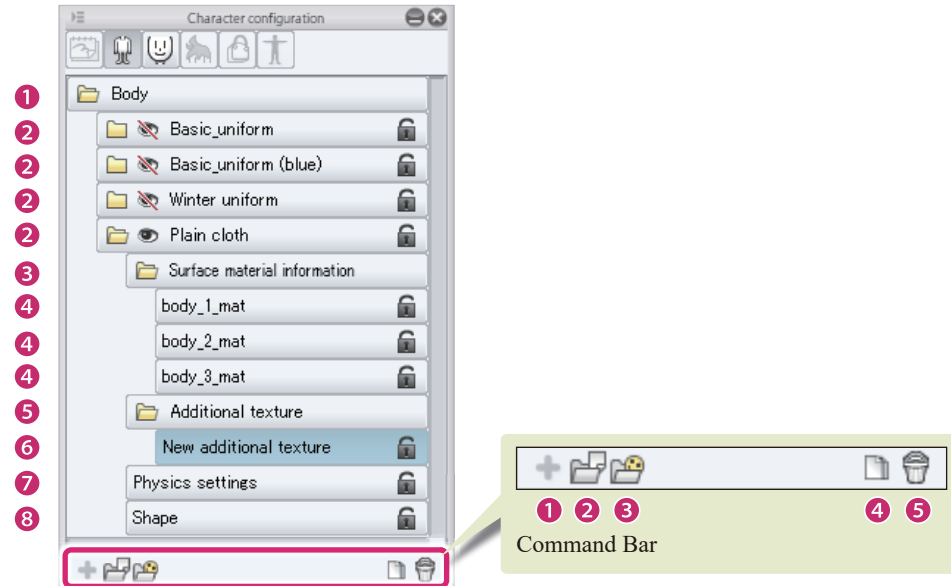 Character configuration
1 Body
2 Basic_uniform
2 Basic_uniform (blue)
2 Winter uniform
2 Plain cloth
3 Surface material information
4 body_1_mat
4 body_2_mat
4 body_3_mat
5 Additional texture
6 New additional texture
7 Physics settings
8 Shape
1 2 3 4 5
Command Bar